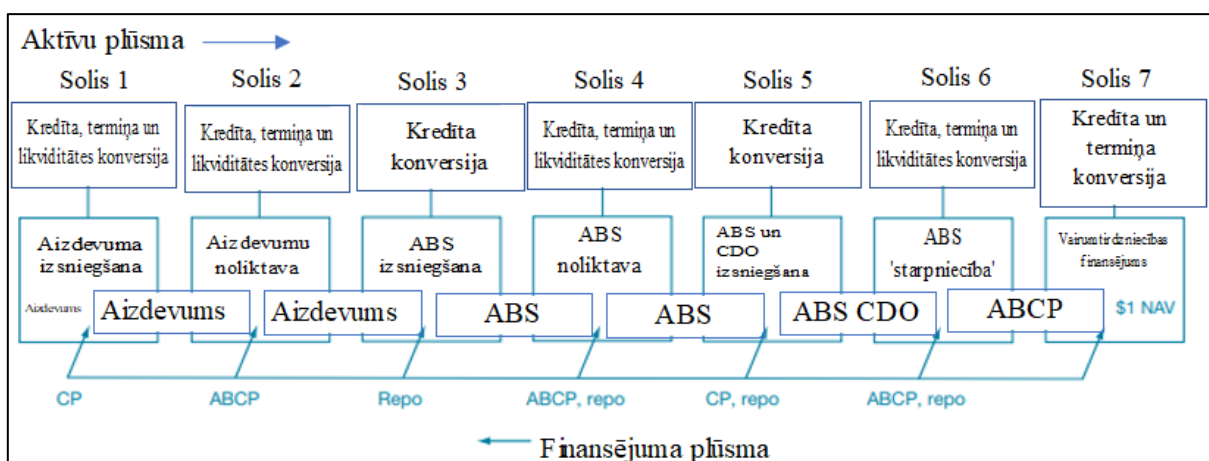 Aktīvu plūsma
Solis 1
Solis 2
Solis 3
Solis 4
Solis 5
Solis 6
Solis 7
Kredīta, termiņa un
likviditātes konversija
Kredīta, termiņa un
likviditātes konversija
Kredīta
konversija
Kredīta, termiņa un
likviditātes konversija
Kredīta
konversija
Kredīta, termiņa un
likviditātes konversija
Kredīta un
termiņa
konversija
Aizdevuma
izsniegšana
Aizdevumu
noliktava
ABS
izsniegšana
ABS
noliktava
ABS un
CDO
izsniegšana
ABS
'starpniecība'
Vairumtirdzniecības
finansējums
Aizdevums
Aizdevums
Aizdevums
ABS
ABS
ABS CDO
ABCP
$1 NAV
CP
ABCP
Repo
ABCP, repo
CP, repo
ABCP, repo
Finansējuma plūsma